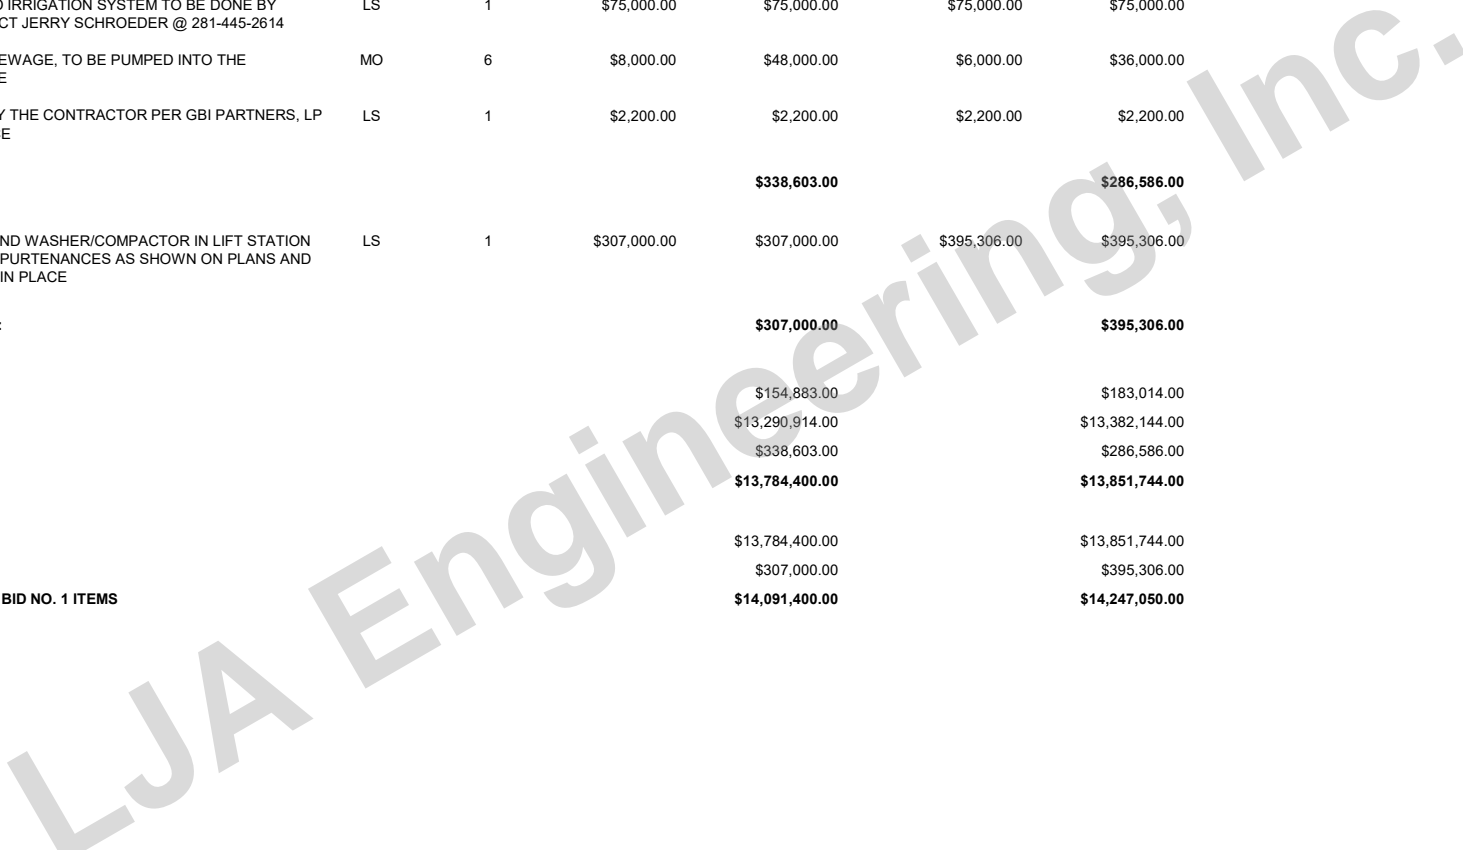 IRRIGATION SYSTEM TO BE DONE BY LS 1 $75,000.00 $75,000.00 $75,000.00 $75,000.00
CT JERRY SCHROEDER @ 281-445-2614
EWAGE, TO BE PUMPED INTO THE MO 6 $8,000.00 $48,000.00 $6,000.00 $36,000.00
E
Y THE CONTRACTOR PER GBI PARTNERS, LP LS 1 $2,200.00 $2,200.00 $2,200.00 $2,200.00
CE
$338,603.00 $286,586.00
ND WASHER/COMPACTOR IN LIFT STATION LS 1 $307,000.00 $307,000.00 $395,306.00 $395,306.00
PURTENANCES AS SHOWN ON PLANS AND
IN PLACE
: $307,000.00 $395,306.00
$154,883.00 $183,014.00
$13,290,914.00 $13,382,144.00
$338,603.00 $286,586.00
$13,784,400.00 $13,851,744.00
$13,784,400.00 $13,851,744.00
$307,000.00 $395,306.00
BID NO. 1 ITEMS $14,091,400.00 $14,247,050.00
LJA Engineering, Inc.